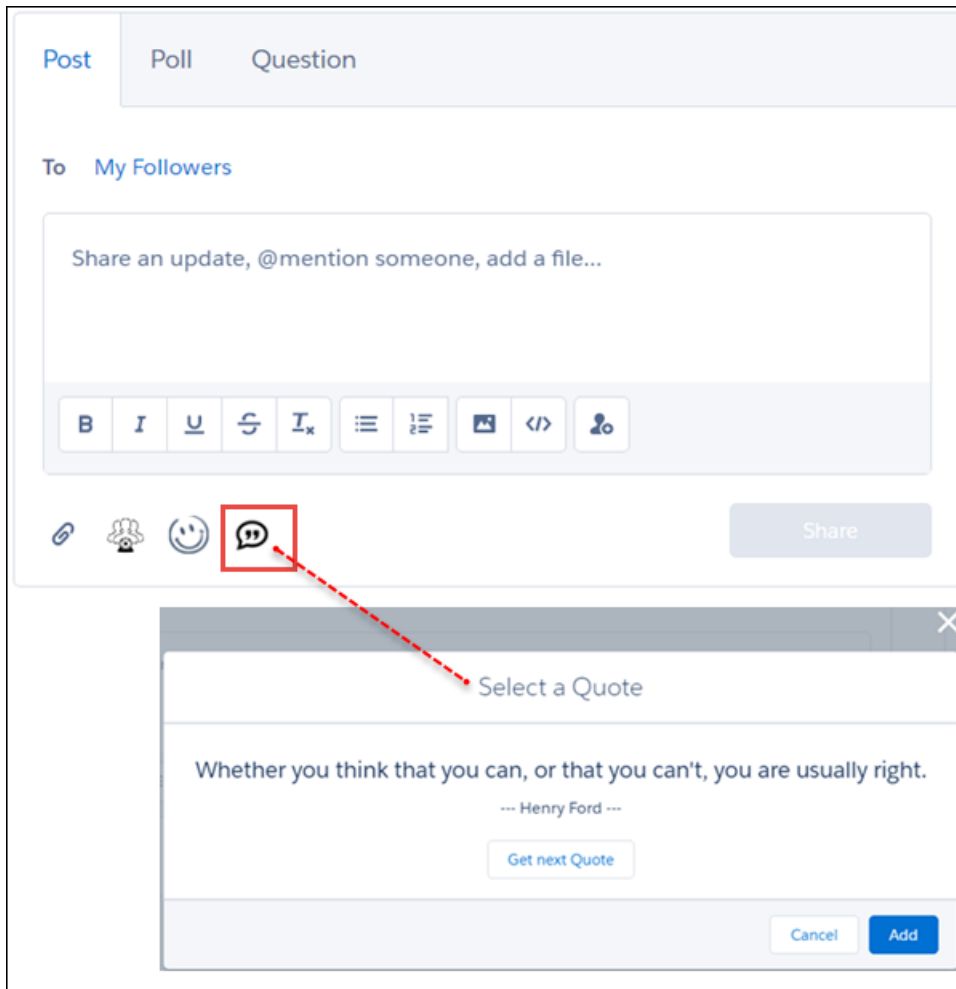 Post Poll Question
To My Followers
Share an update, @mention someone, add a file...
B I U S Tx
Share
Select a Quote
Whether you think that you can, or that you can't, you are usually right.
--- Henry Ford ---
Get next Quote
Cancel Add